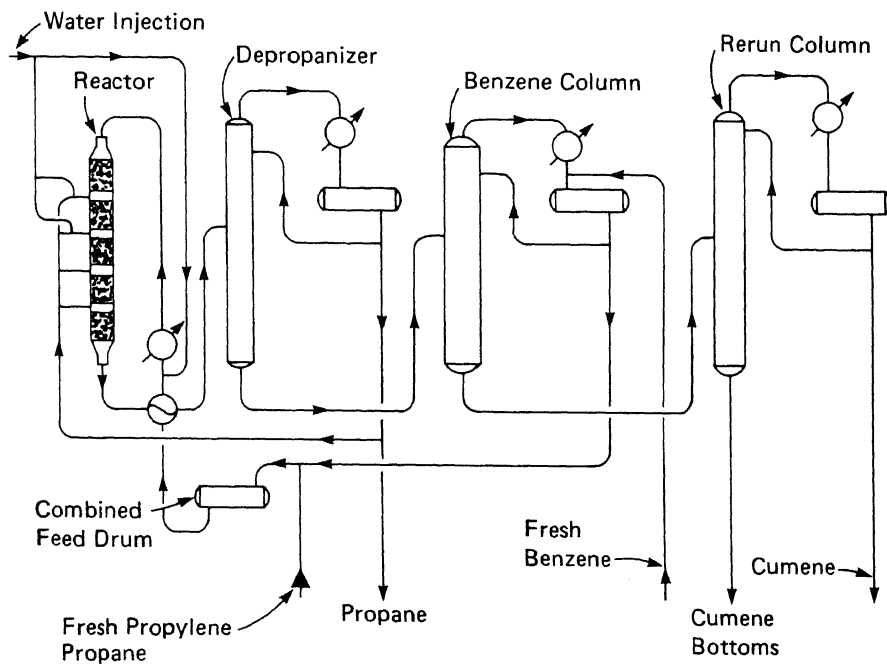 Water Injection
Reactor
Depropanizer
Benzene Column
Rerun Column
Combined
Feed Drum
Fresh Propylene
Propane
Propane
Fresh
Benzene
Cumene
Bottoms
Cumene